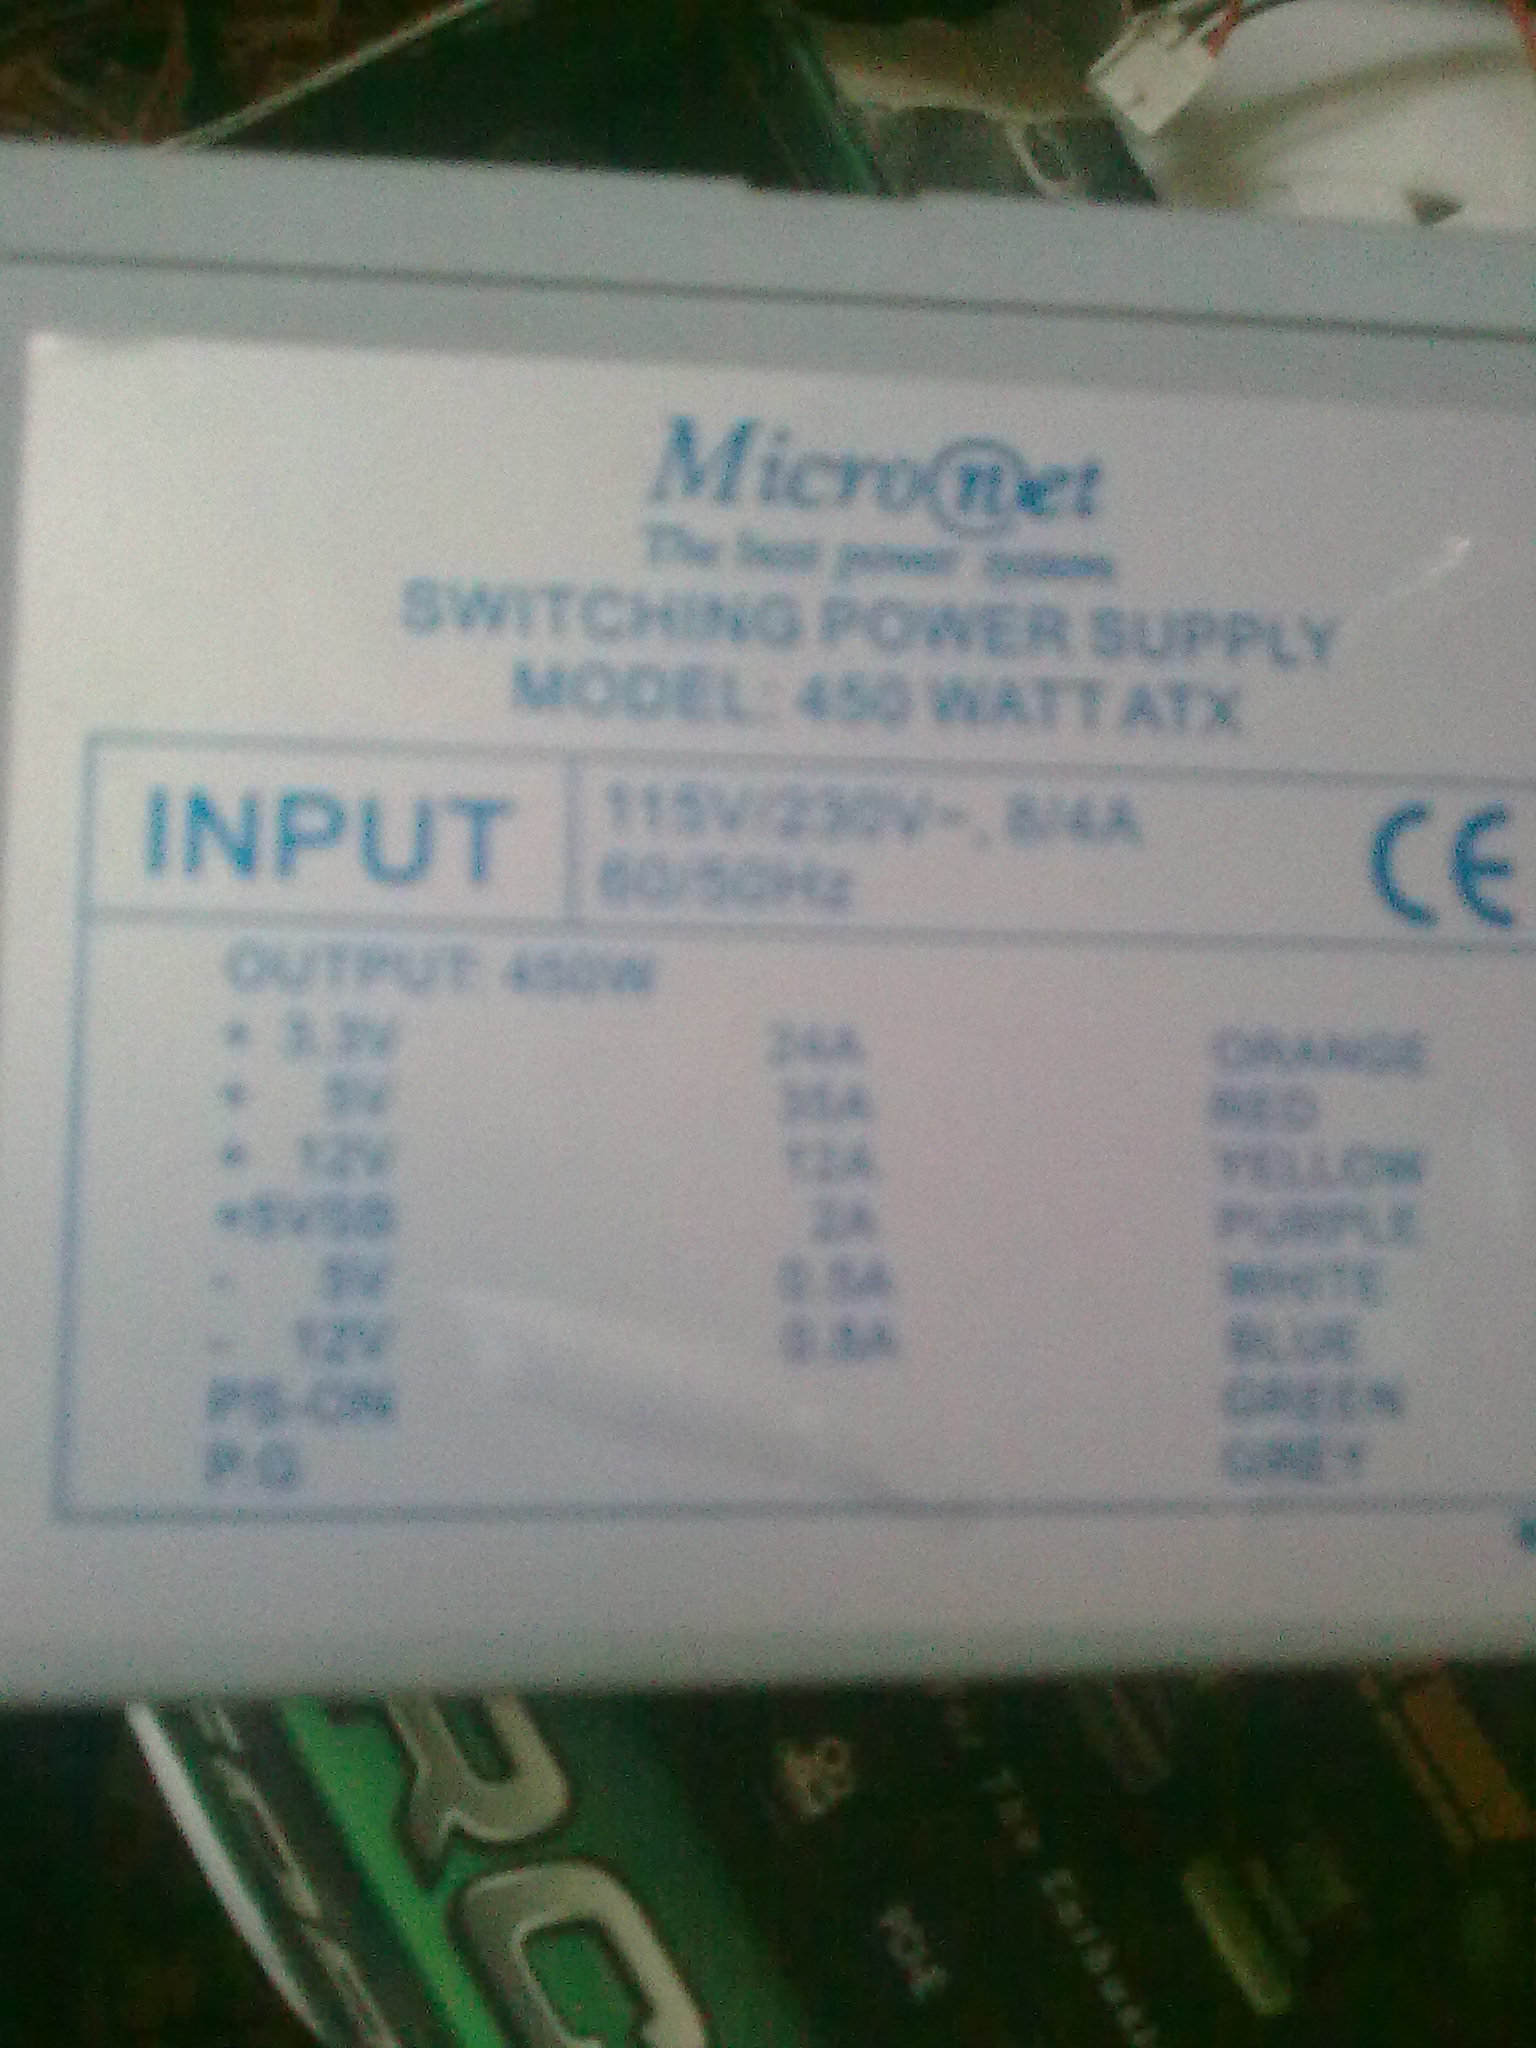 Micronet
The best power system
SWITCHING POWER SUPPLY
MODEL: 450 WATT ATX
INPUT 115V/230V~, 8/4A
60/50Hz
CE
OUTPUT: 450W
+ 3.3V 24A ORANGE
+ 5V 35A RED
+ 12V 12A YELLOW
+5VSB 2A PURPLE
- 5V 0.5A WHITE
- 12V 0.8A BLUE
PS-ON GREEN
P.G GREY